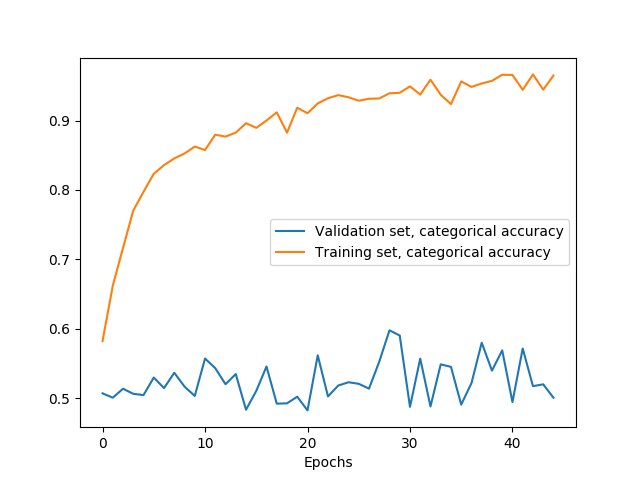 0.9
0.8
0.7
0.6
0.5
Validation set, categorical accuracy
Training set, categorical accuracy
0 10 20 30 40
Epochs